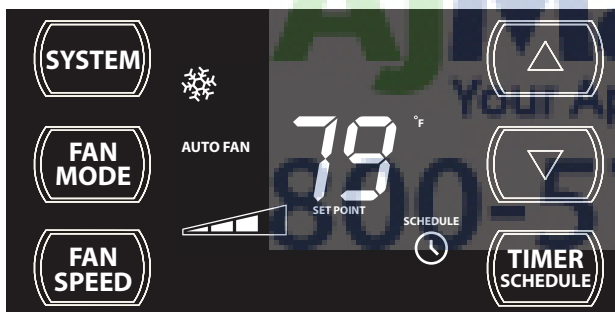 SYSTEM
FAN
MODE
FAN
SPEED
AUTO FAN
79
°F
SET POINT
SCHEDULE
TIMER
SCHEDULE
Your Ap
800-5